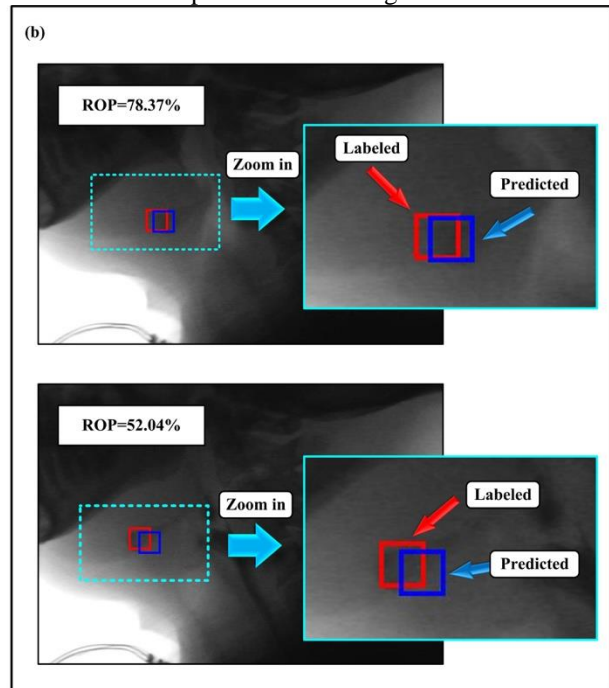 (b)
ROP=78.37%
Zoom in
Labeled
Predicted
ROP=52.04%
Zoom in
Labeled
Predicted